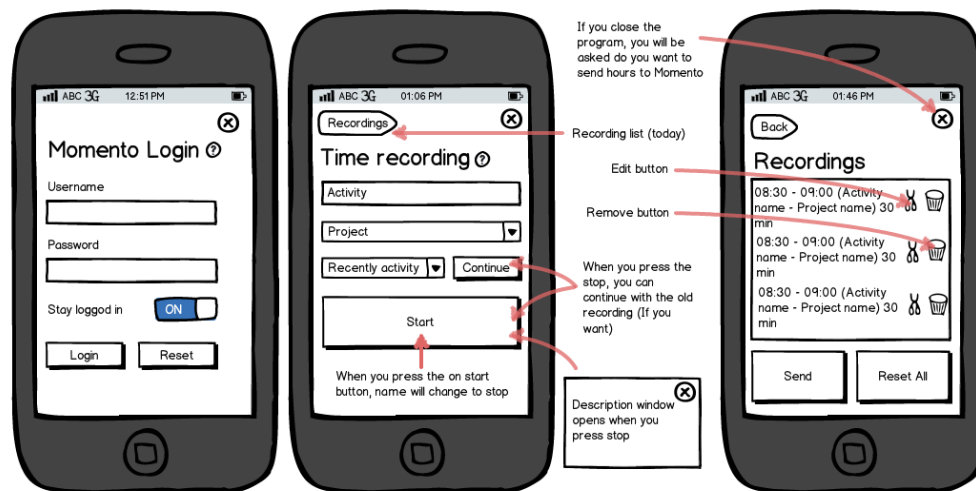 ABC 3G 12:51 PM
Momento Login ?
Username
Password
Stay loggod in
ON
Login
Reset
ABC 3G 01:06 PM
Recordings
Time recording ?
Activity
Project
Recently activity
Continue
Start
When you press the on start
button, name will change to stop
If you close the
program, you will be
asked do you want to
send hours to Momento
Recording list (today)
Edit button
Remove button
When you press the
stop, you can
continue with the old
recording (If you
want)
Description window
opens when you
press stop
ABC 3G 01:46 PM
Back
Recordings
08:30 - 09:00 (Activity
name - Project name) 30
min
08:30 - 09:00 (Activity
name - Project name) 30
min
08:30 - 09:00 (Activity
name - Project name) 30
min
Send
Reset All